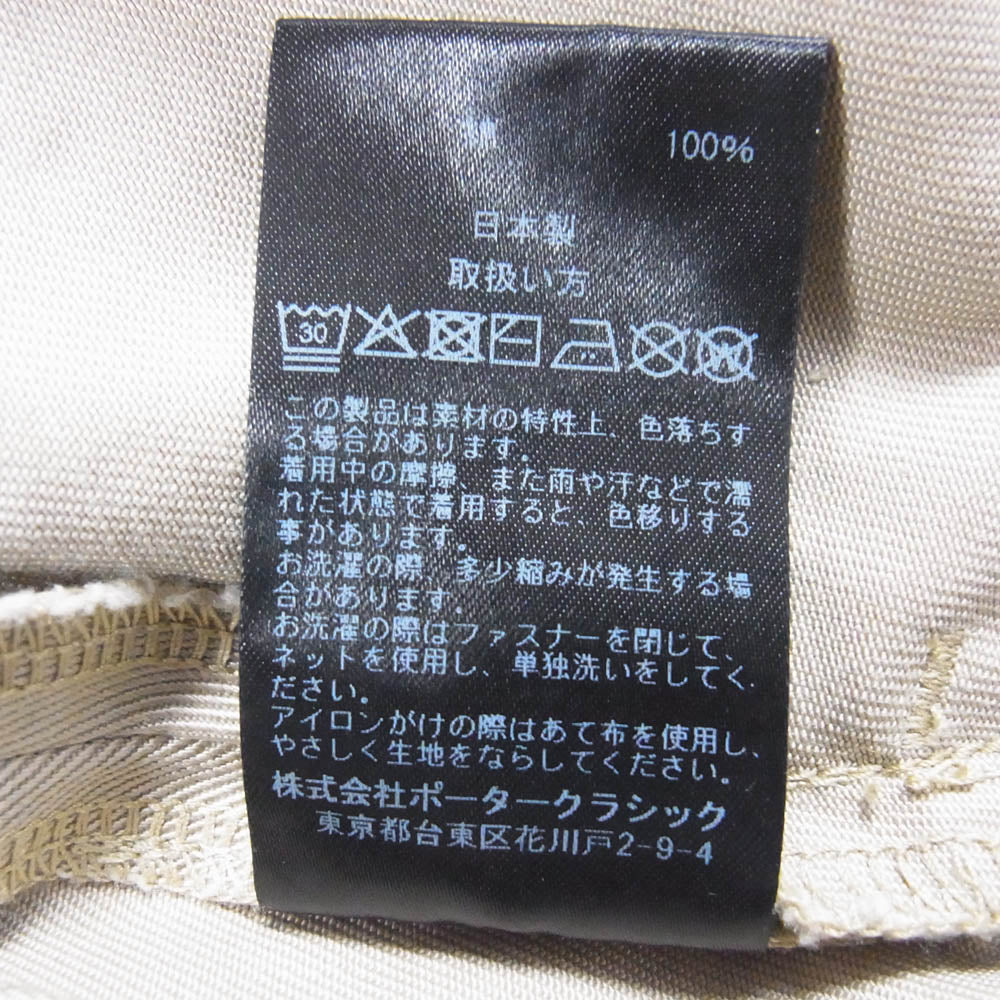 100%
日本製
取扱い方
30 W
この製品は素材の特性上、色落ちす
る場合があります。
着用中の摩擦、また雨や汗などで濡
れた状態で着用すると、色移りする
事があります。
お洗濯の際、多少縮みが発生する場
合があります。
お洗濯の際はファスナーを閉じて、
ネットを使用し、単独洗いをしてく
ださい。
アイロンがけの際はあて布を使用し、
やさしく生地をならしてください。
株式会社ポータークラシック
東京都台東区花川戸2-9-4